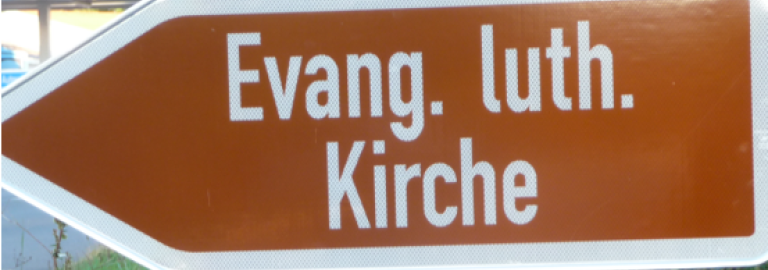 Evang. luth.
Kirche